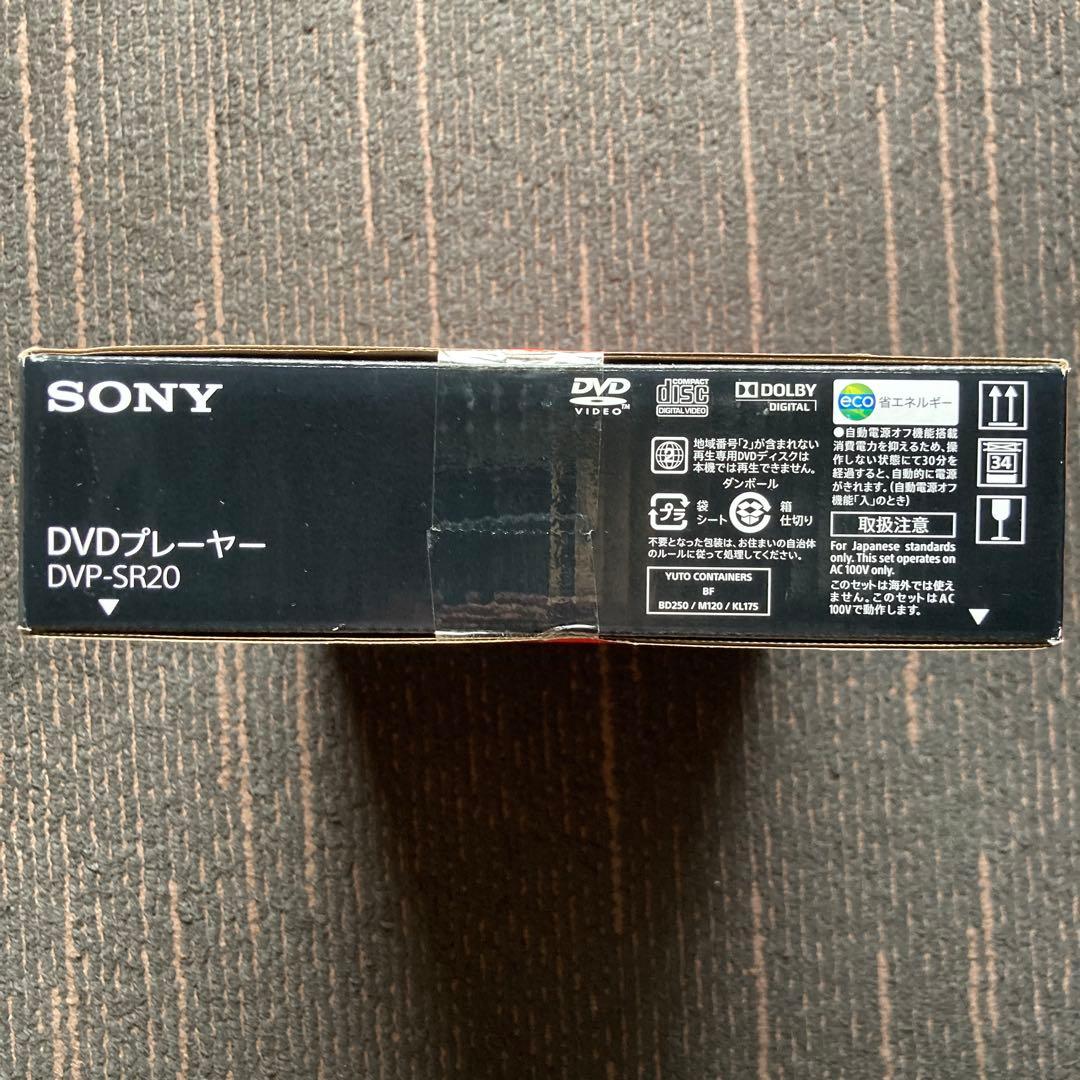 SONY
DVDプレーヤー
DVP-SR20
DVD
VIDEO™
COMPACT
disc
DIGITAL VIDEO
DOLBY
DIGITAL
2
地域番号「2」が含まれない
再生専用DVDディスクは
本機では再生できません。
ダンボール
プラ
袋
シート
箱
仕切り
不要となった包装は、お住まいの自治体
のルールに従って処理してください。
YUTO CONTAINERS
BF
BD250 / M120 / KL175
eco
省エネルギー
●自動電源オフ機能搭載
消費電力を抑えるため、操
作しない状態にて30分を
経過すると、自動的に電源
がきれます。(自動電源オフ
機能「入」のとき)
取扱注意
For Japanese standards
only. This set operates on
AC 100V only.
このセットは海外では使え
ません。このセットはAC
100Vで動作します。
34